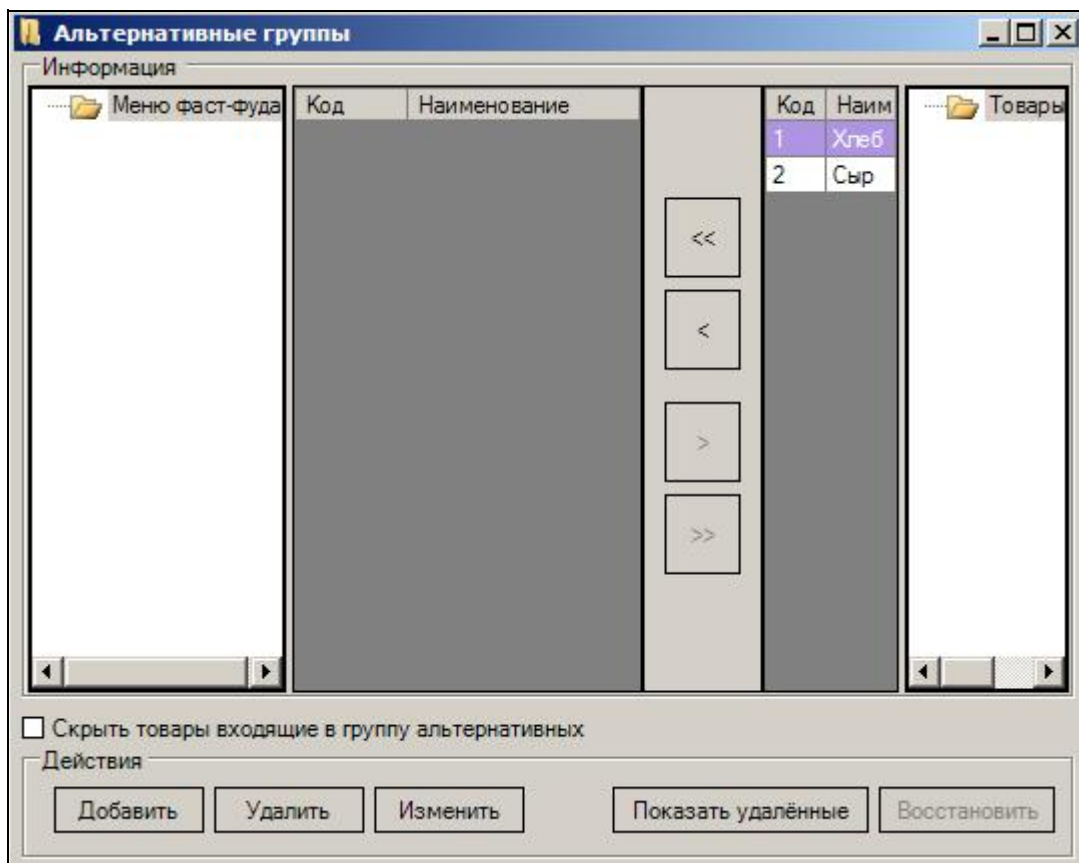 Альтернативные группы
Информация
Меню фаст-фуда Код Наименование Код Наим Товары
1 Хлеб
2 Сыр
<<
<
>
>>
Скрыть товары входящие в группу альтернативных
Действия
Добавить Удалить Изменить Показать удалённые Восстановить